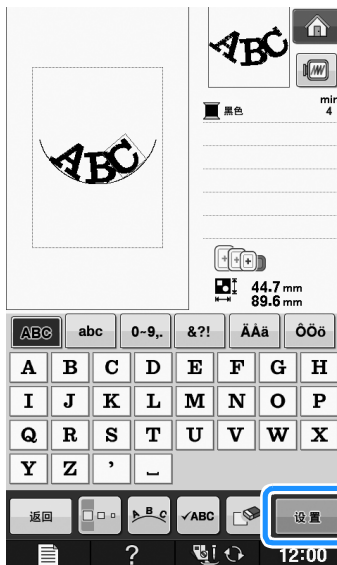 ABC
ABC
黑色
min
4
44.7 mm
89.6 mm
ABC abc 0~9,. &?! ÄÅä ÔÖö
A B C D E F G H
I J K L M N O P
Q R S T U V W X
Y Z ’ ⎵
返回 A B C ✓ABC 设置
? 12:00